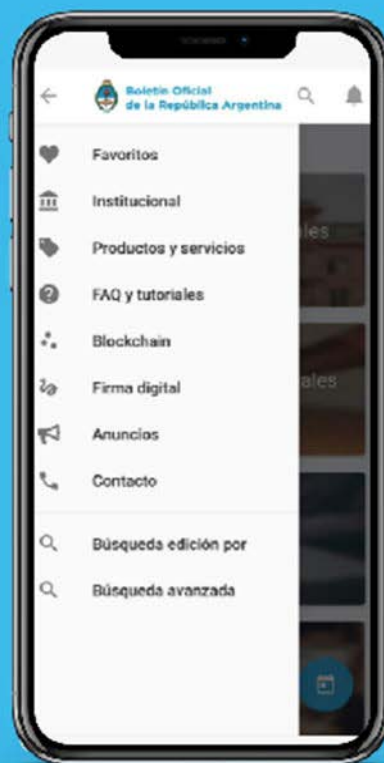 Boletín Oficial
de la República Argentina
Favoritos
Institucional
Productos y servicios
FAQ y tutoriales
Blockchain
Firma digital
Anuncios
Contacto
Búsqueda edición por
Búsqueda avanzada